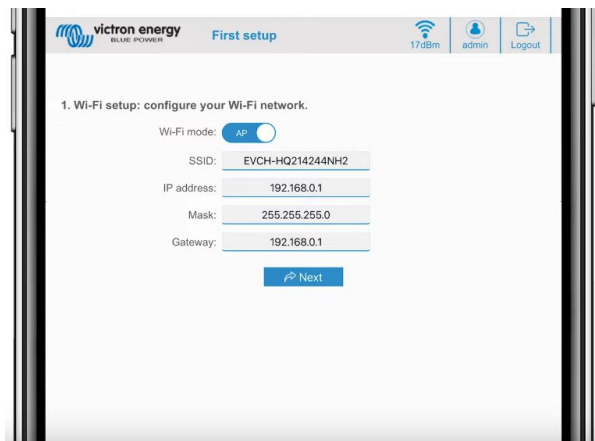 victron energy
BLUE POWER
First setup
17dBm
admin
Logout
1. Wi-Fi setup: configure your Wi-Fi network.
Wi-Fi mode: AP
SSID: EVCH-HQ214244NH2
IP address: 192.168.0.1
Mask: 255.255.255.0
Gateway: 192.168.0.1
Next